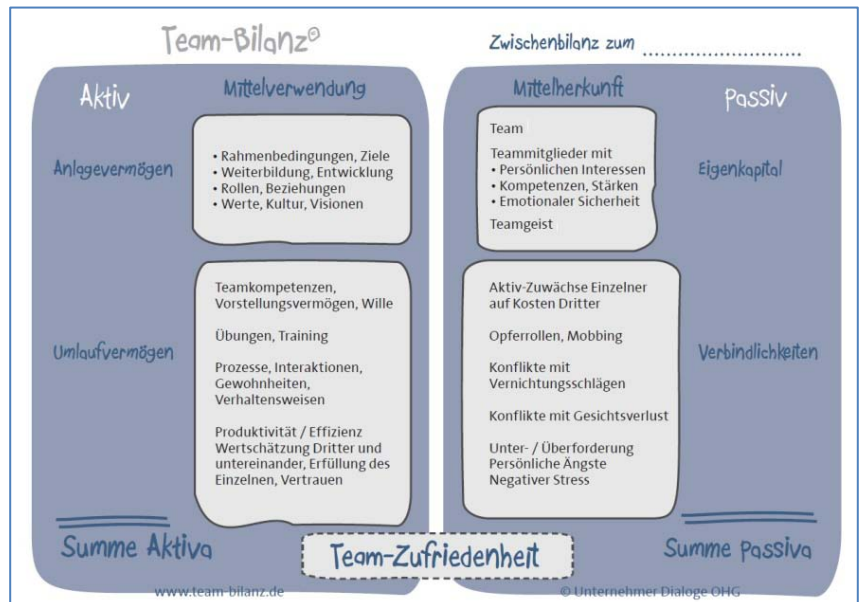 Team-Bilanz®
Zwischenbilanz zum ..............................
Aktiv
Mittelverwendung
Anlagevermögen
• Rahmenbedingungen, Ziele
• Weiterbildung, Entwicklung
• Rollen, Beziehungen
• Werte, Kultur, Visionen
Umlaufvermögen
Teamkompetenzen,
Vorstellungsvermögen, Wille
Übungen, Training
Prozesse, Interaktionen,
Gewohnheiten,
Verhaltensweisen
Produktivität / Effizienz
Wertschätzung Dritter und
untereinander, Erfüllung des
Einzelnen, Vertrauen
Summe Aktiva
Mittelherkunft
Passiv
Team
Teammitglieder mit
• Persönlichen Interessen
• Kompetenzen, Stärken
• Emotionaler Sicherheit
Teamgeist
Eigenkapital
Aktiv-Zuwächse Einzelner
auf Kosten Dritter
Opferrollen, Mobbing
Konflikte mit
Vernichtungsschlägen
Konflikte mit Gesichtsverlust
Unter- / Überforderung
Persönliche Ängste
Negativer Stress
Verbindlichkeiten
Summe Passiva
Team-Zufriedenheit
www.team-bilanz.de
© Unternehmer Dialoge OHG